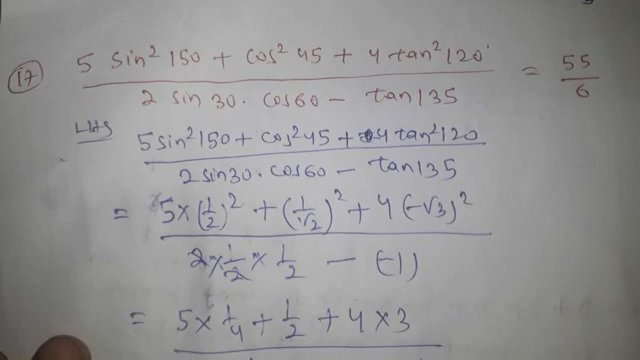 (17) 5 sin² 150 + cos² 45 + 4 tan² 120 / 2 sin 30 . cos 60 - tan 135 = 55/6
LHS
5 sin² 150 + cos² 45 + 4 tan² 120 / 2 sin 30 . cos 60 - tan 135
= 5 × (1/2)² + (1/√2)² + 4 (-√3)² / 2 × 1/2 × 1/2 - (-1)
= 5 × 1/4 + 1/2 + 4 × 3